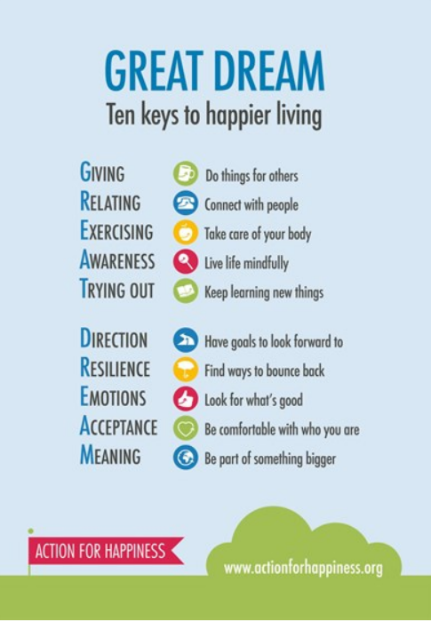 GREAT DREAM
Ten keys to happier living
GIVING Do things for others
RELATING Connect with people
EXERCISING Take care of your body
AWARENESS Live life mindfully
TRYING OUT Keep learning new things
DIRECTION Have goals to look forward to
RESILIENCE Find ways to bounce back
EMOTIONS Look for what's good
ACCEPTANCE Be comfortable with who you are
MEANING Be part of something bigger
ACTION FOR HAPPINESS
www.actionforhappiness.org